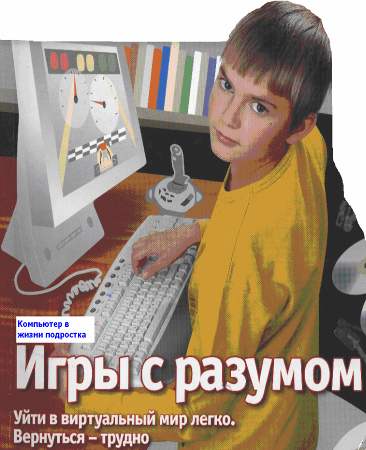 Компьютер в
жизни подростка
Игры с разумом
Уйти в виртуальный мир легко.
Вернуться – трудно